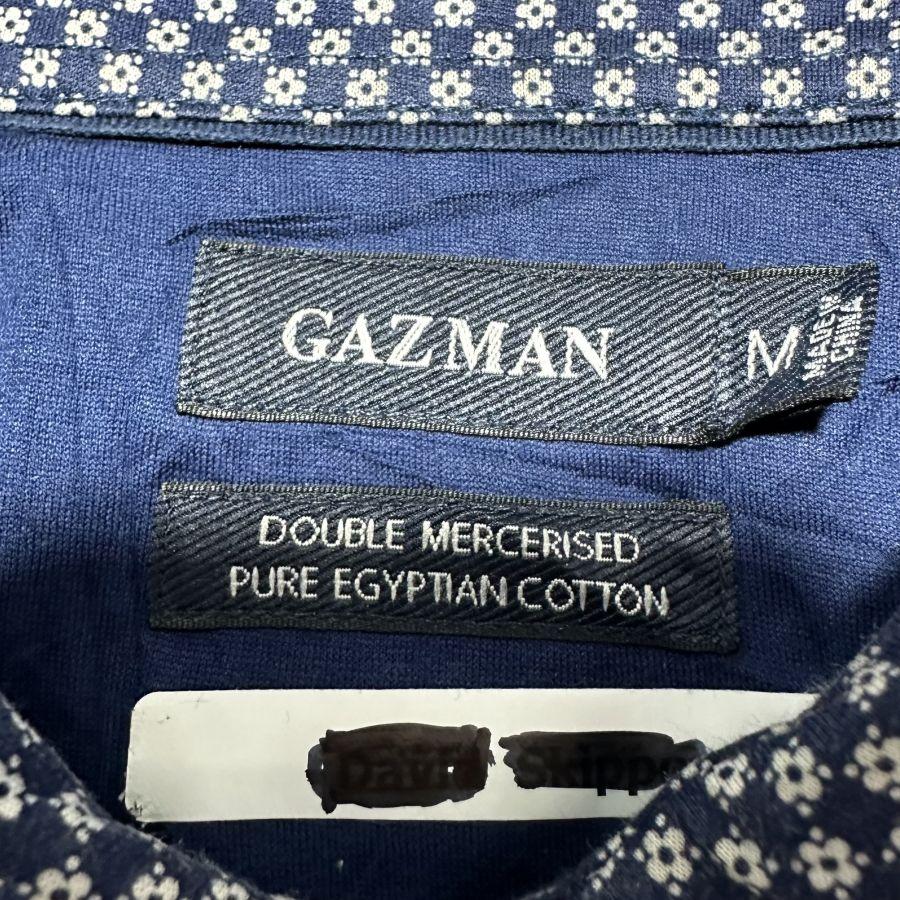 GAZMAN
M
MADE IN
CHINA
DOUBLE MERCERISED
PURE EGYPTIAN COTTON